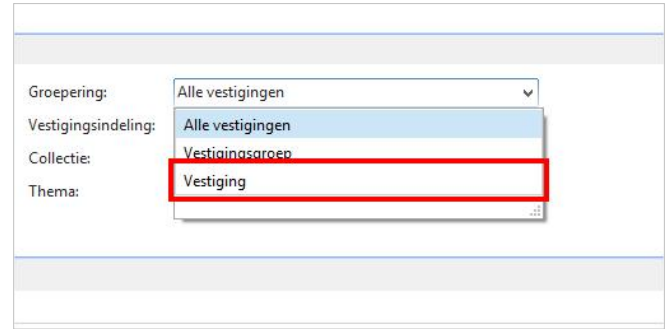 Groepering:
Alle vestigingen
Vestigingsindeling:
Alle vestigingen
Vestigingsgroep
Collectie:
Vestiging
Thema: